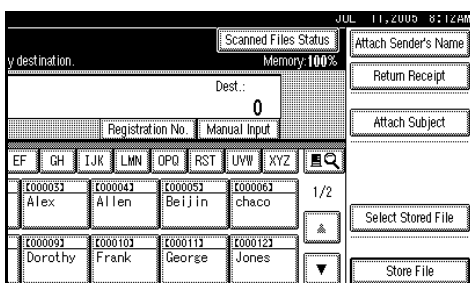 JUL 11,2005 8:12AM
Scanned Files Status
Attach Sender's Name
y destination.
Memory:100%
Return Receipt
Dest.:
0
Attach Subject
Registration No.
Manual Input
EF GH IJK LMN OPQ RST UVW XYZ
[00003] [00004] [00005] [00006]
Alex Allen Beijin chaco
1/2
Select Stored File
[00009] [00010] [00011] [00012]
Dorothy Frank George Jones
Store File